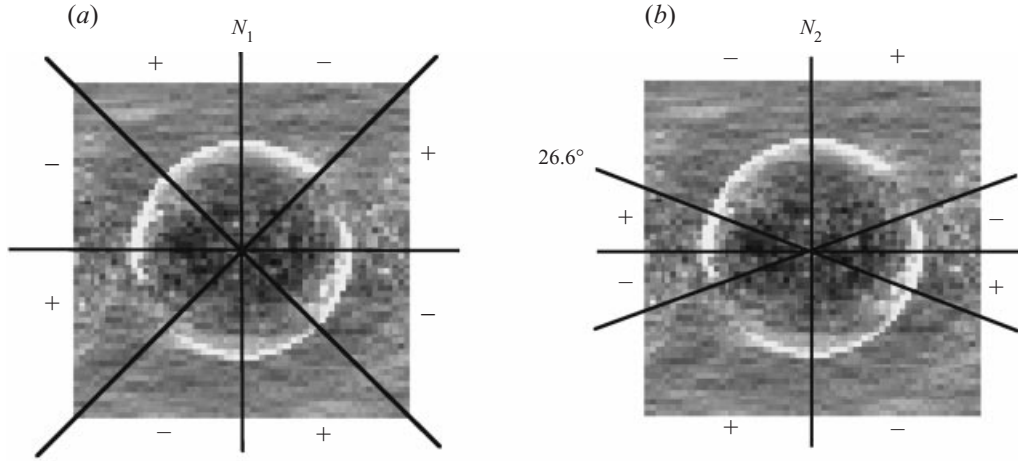 (a)
N₁
(b)
N₂
+ −
− +
− +
26.6°
+ −
− +
+ −
− +
− +
+ −